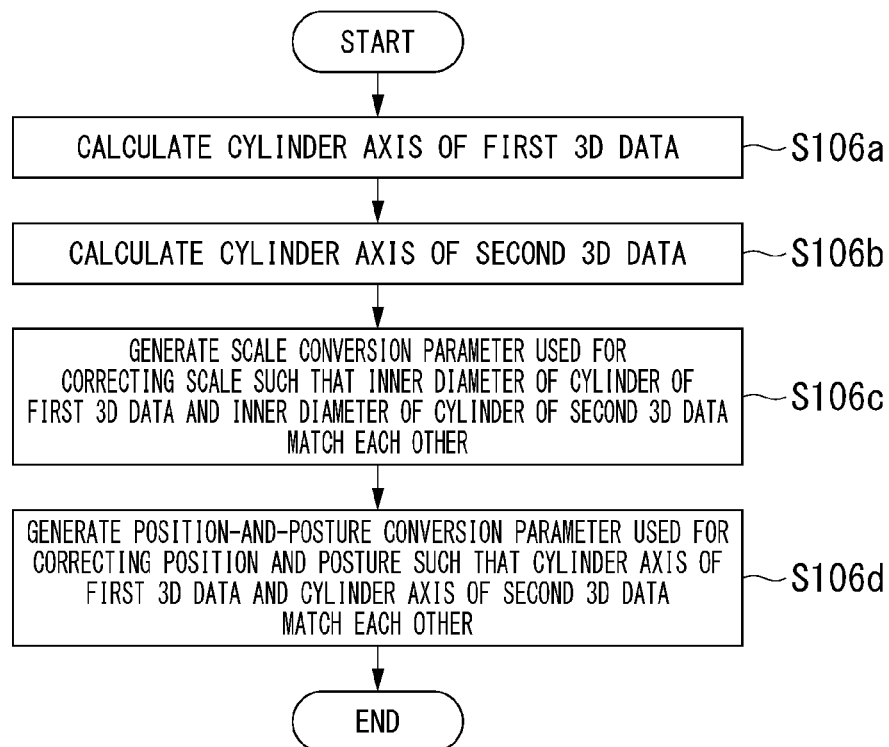 START
CALCULATE CYLINDER AXIS OF FIRST 3D DATA
S106a
CALCULATE CYLINDER AXIS OF SECOND 3D DATA
S106b
GENERATE SCALE CONVERSION PARAMETER USED FOR
CORRECTING SCALE SUCH THAT INNER DIAMETER OF CYLINDER OF
FIRST 3D DATA AND INNER DIAMETER OF CYLINDER OF SECOND 3D DATA
MATCH EACH OTHER
S106c
GENERATE POSITION-AND-POSTURE CONVERSION PARAMETER USED FOR
CORRECTING POSITION AND POSTURE SUCH THAT CYLINDER AXIS OF
FIRST 3D DATA AND CYLINDER AXIS OF SECOND 3D DATA
MATCH EACH OTHER
S106d
END